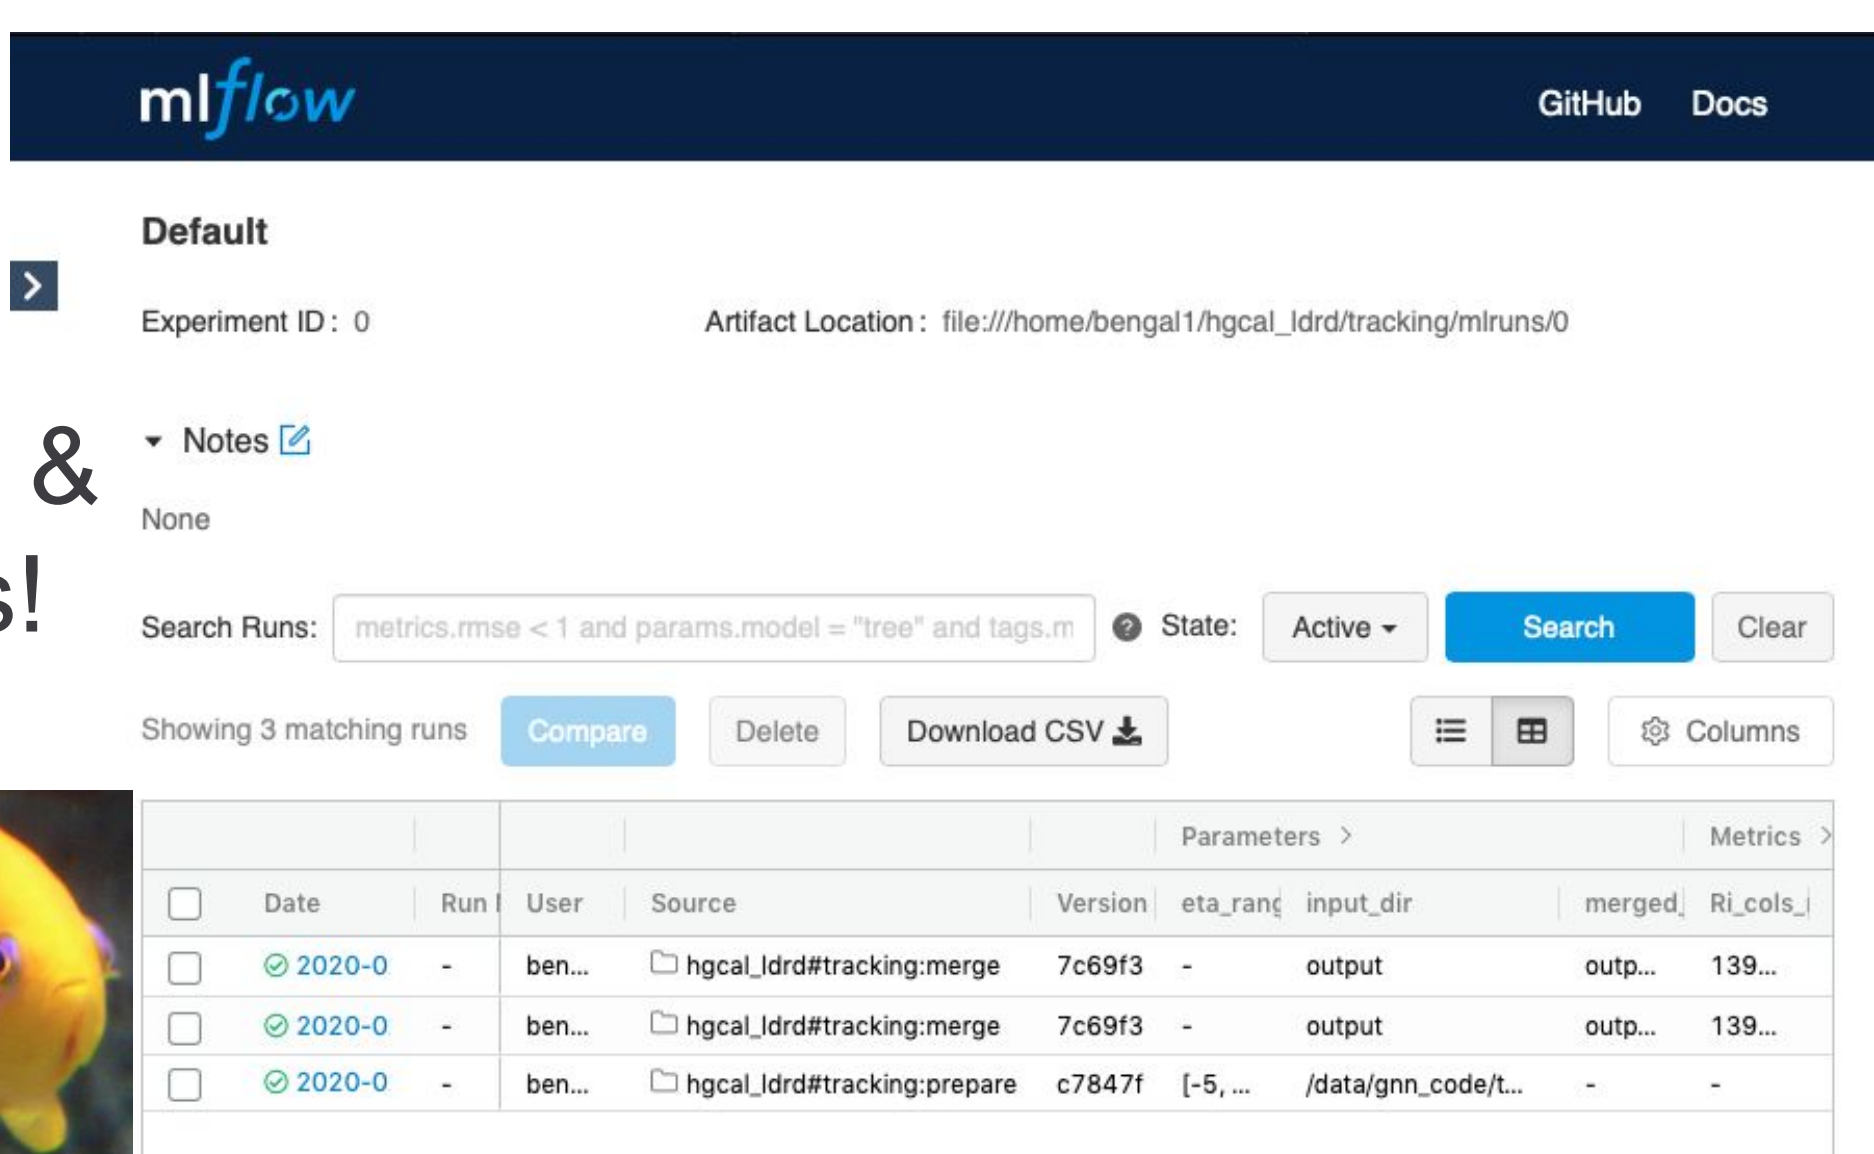 mlflow GitHub Docs
Default
Experiment ID: 0 Artifact Location: file:///home/bengal1/hgcal_ldrd/tracking/mlruns/0
&
Notes
None
s!
Search Runs: metrics.rmse < 1 and params.model = "tree" and tags.m State: Active Search Clear
Showing 3 matching runs Compare Delete Download CSV Columns
Parameters > Metrics >
Date Run User Source Version eta_rang input_dir merged_ Ri_cols_
2020-0 - ben... hgcal_ldrd#tracking:merge 7c69f3 - output outp... 139...
2020-0 - ben... hgcal_ldrd#tracking:merge 7c69f3 - output outp... 139...
2020-0 - ben... hgcal_ldrd#tracking:prepare c7847f [-5, ... /data/gnn_code/t... - -